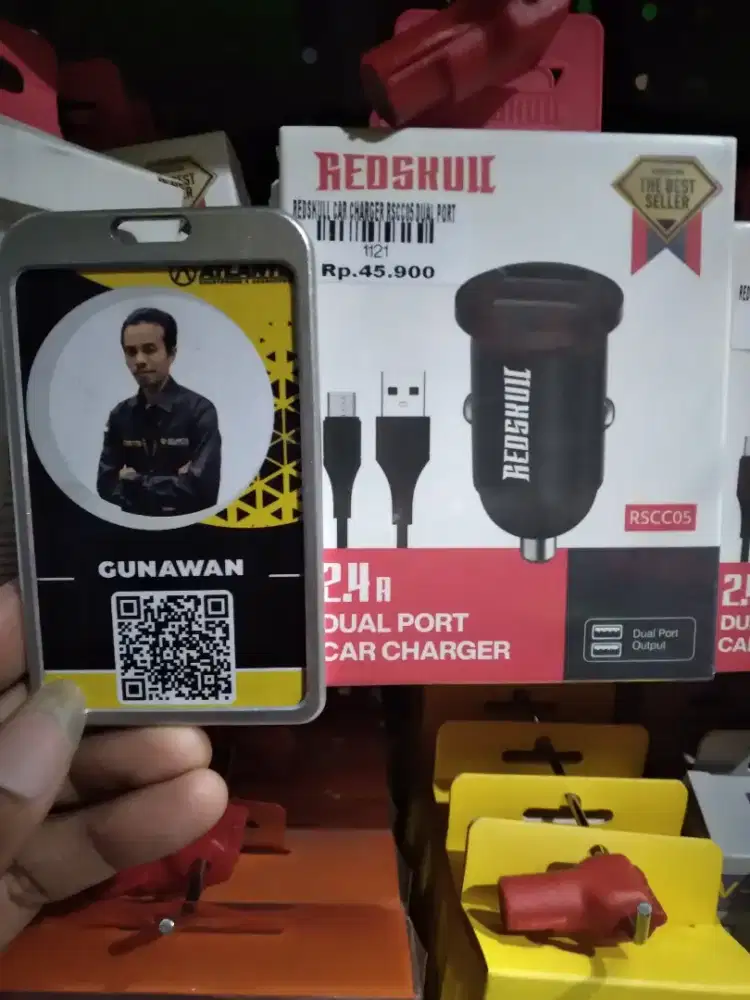 REDSKULL
THE BEST
SELLER
REDSKULL CAR CHARGER RSCC05 DUAL PORT
1121
Rp.45.900
REDSKULL
RSCC05
2.4A
DUAL PORT
CAR CHARGER
Dual Port
Output
GUNAWAN